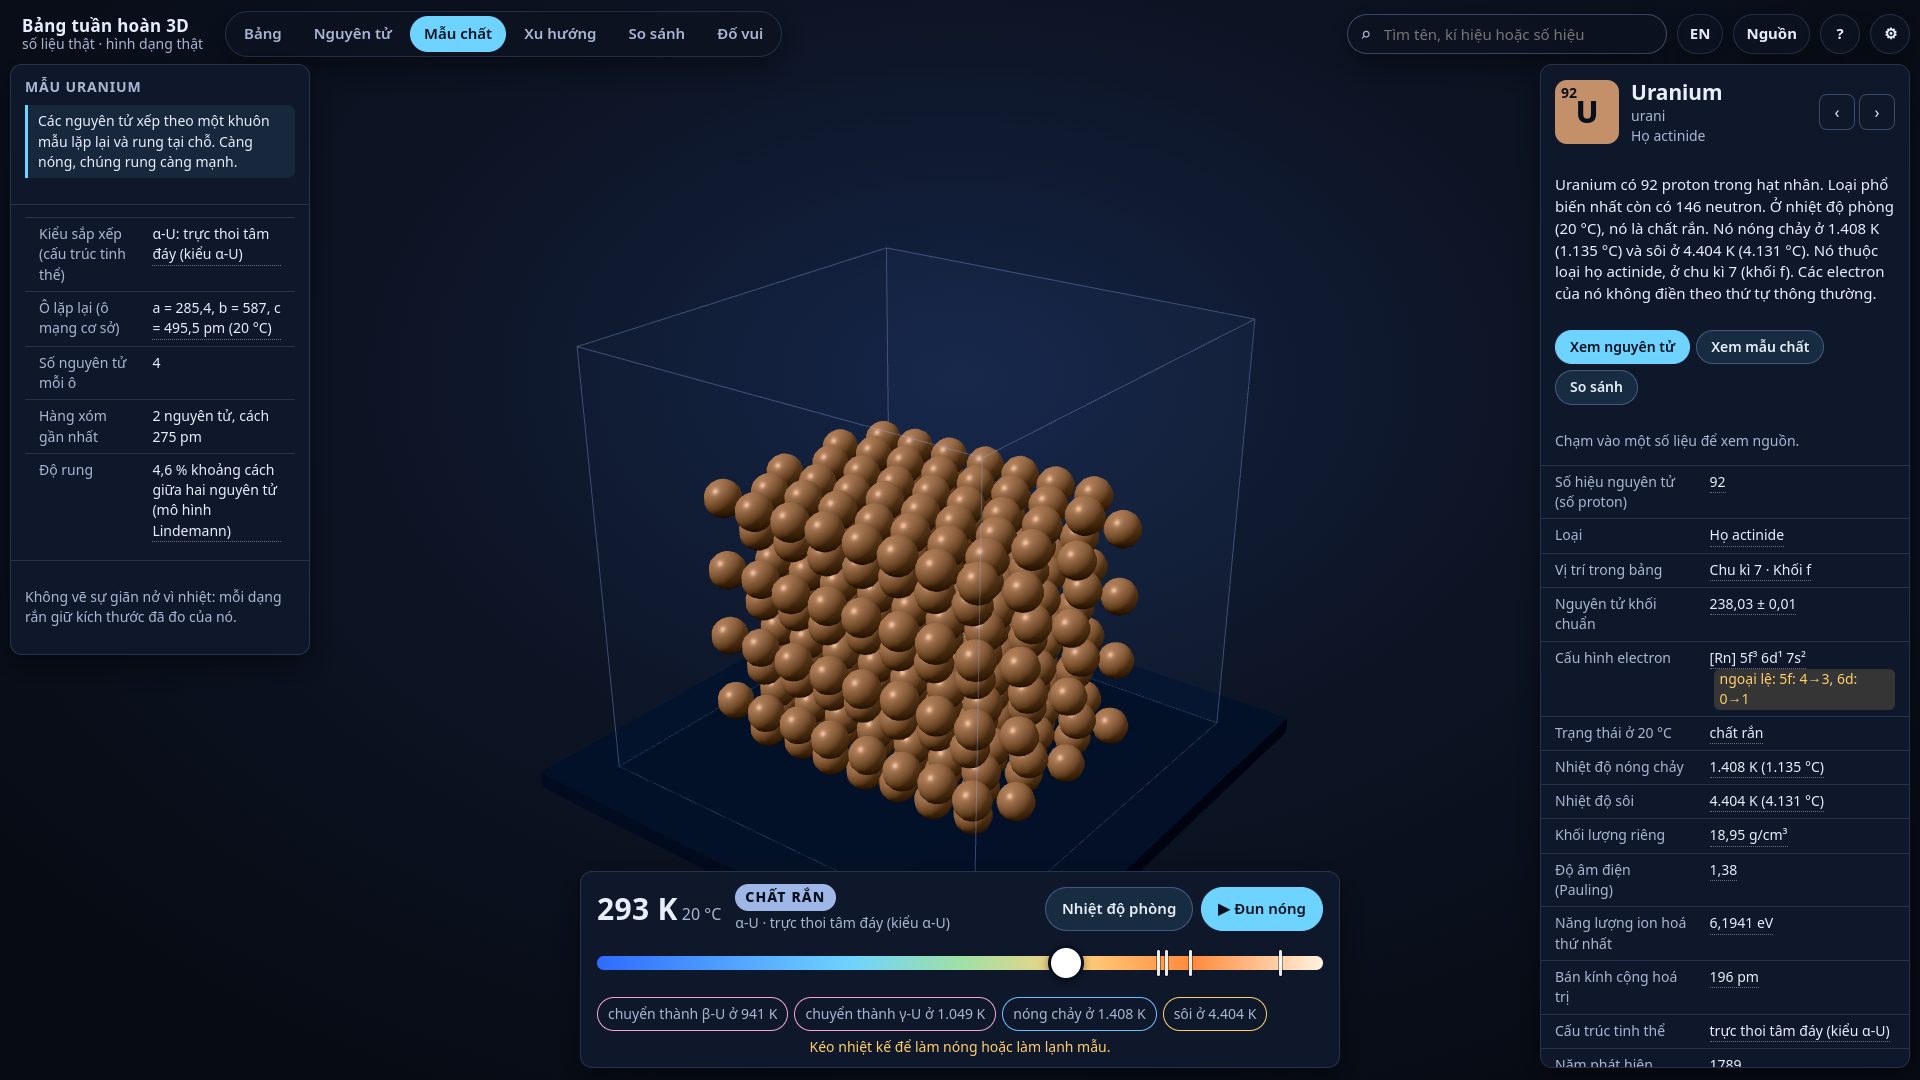 Bảng tuần hoàn 3D
số liệu thật · hình dạng thật
Bảng
Nguyên tử
Mẫu chất
Xu hướng
So sánh
Đố vui
Tìm tên, kí hiệu hoặc số hiệu
EN
Nguồn
?
MẪU URANIUM
Các nguyên tử xếp theo một khuôn
mẫu lặp lại và rung tại chỗ. Càng
nóng, chúng rung càng mạnh.
Kiểu sắp xếp
(cấu trúc tinh
thể)
α-U: trực thoi tâm
đáy (kiểu α-U)
Ô lặp lại (ô
mạng cơ sở)
a = 285,4, b = 587, c
= 495,5 pm (20 °C)
Số nguyên tử
mỗi ô
4
Hàng xóm
gần nhất
2 nguyên tử, cách
275 pm
Độ rung
4,6 % khoảng cách
giữa hai nguyên tử
(mô hình
Lindemann)
Không vẽ sự giãn nở vì nhiệt: mỗi dạng
rắn giữ kích thước đã đo của nó.
293 K 20 °C
CHẤT RẮN
α-U · trực thoi tâm đáy (kiểu α-U)
Nhiệt độ phòng
▶ Đun nóng
chuyển thành β-U ở 941 K
chuyển thành γ-U ở 1.049 K
nóng chảy ở 1.408 K
sôi ở 4.404 K
Kéo nhiệt kế để làm nóng hoặc làm lạnh mẫu.
92
U
Uranium
urani
Họ actinide
‹
›
Uranium có 92 proton trong hạt nhân. Loại phổ
biến nhất còn có 146 neutron. Ở nhiệt độ phòng
(20 °C), nó là chất rắn. Nó nóng chảy ở 1.408 K
(1.135 °C) và sôi ở 4.404 K (4.131 °C). Nó thuộc
loại họ actinide, ở chu kì 7 (khối f). Các electron
của nó không điền theo thứ tự thông thường.
Xem nguyên tử
Xem mẫu chất
So sánh
Chạm vào một số liệu để xem nguồn.
Số hiệu nguyên tử
(số proton)
92
Loại
Họ actinide
Vị trí trong bảng
Chu kì 7 · Khối f
Nguyên tử khối
chuẩn
238,03 ± 0,01
Cấu hình electron
[Rn] 5f³ 6d¹ 7s²
ngoại lệ: 5f: 4→3, 6d:
0→1
Trạng thái ở 20 °C
chất rắn
Nhiệt độ nóng chảy
1.408 K (1.135 °C)
Nhiệt độ sôi
4.404 K (4.131 °C)
Khối lượng riêng
18,95 g/cm³
Độ âm điện
(Pauling)
1,38
Năng lượng ion hoá
thứ nhất
6,1941 eV
Bán kính cộng hoá
trị
196 pm
Cấu trúc tinh thể
trực thoi tâm đáy (kiểu α-U)
Năm phát hiện
1789